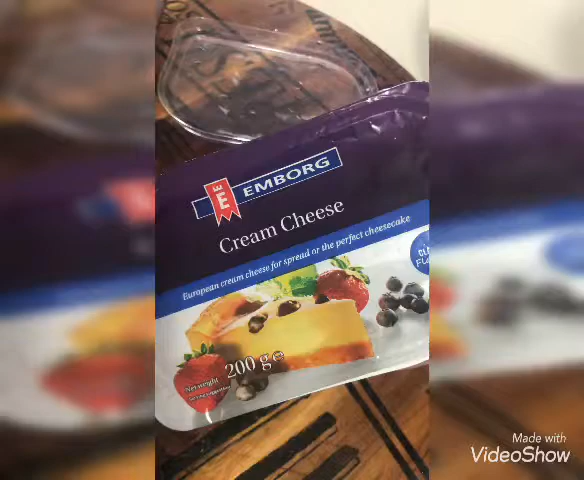 E EMBORG
Cream Cheese
European cream cheese for spread or the perfect cheesecake
Net weight
200 g e
Made with
VideoShow